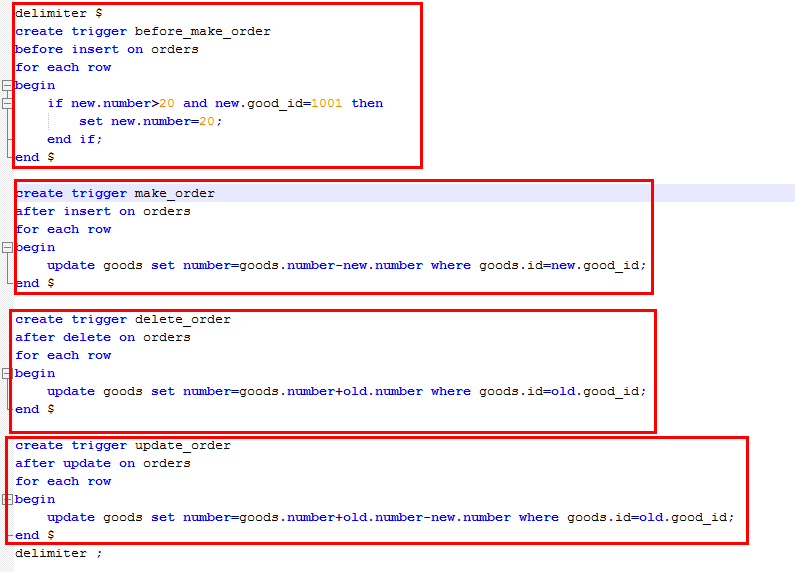 delimiter $
create trigger before_make_order
before insert on orders
for each row
begin
    if new.number>20 and new.good_id=1001 then
        set new.number=20;
    end if;
end $
create trigger make_order
after insert on orders
for each row
begin
    update goods set number=goods.number-new.number where goods.id=new.good_id;
end $
create trigger delete_order
after delete on orders
for each row
begin
    update goods set number=goods.number+old.number where goods.id=old.good_id;
end $
create trigger update_order
after update on orders
for each row
begin
    update goods set number=goods.number+old.number-new.number where goods.id=old.good_id;
end $
delimiter ;